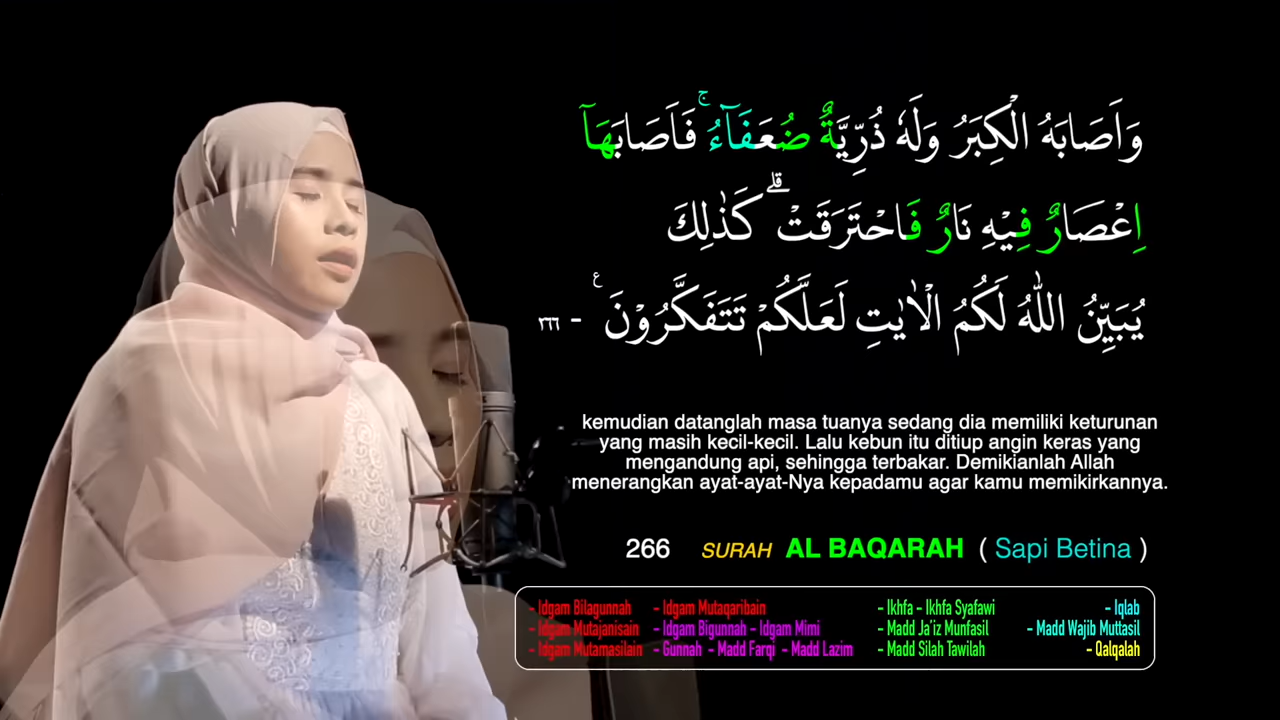 وَاَصَابَهُ الْكِبَرُ وَلَهٗ ذُرِّيَّةٌ ضُعَفَاۤءُۚ فَاَصَابَهَآ
اِعْصَارٌ فِيْهِ نَارٌ فَاحْتَرَقَتْ ۗ كَذٰلِكَ
يُبَيِّنُ اللّٰهُ لَكُمُ الْاٰيٰتِ لَعَلَّكُمْ تَتَفَكَّرُوْنَ ࣖ - ٢٦٦
kemudian datanglah masa tuanya sedang dia memiliki keturunan
yang masih kecil-kecil. Lalu kebun itu ditiup angin keras yang
mengandung api, sehingga terbakar. Demikianlah Allah
menerangkan ayat-ayat-Nya kepadamu agar kamu memikirkannya.
266 SURAH AL BAQARAH ( Sapi Betina )
- Idgam Bilagunnah - Idgam Mutaqaribain - Ikhfa - Ikhfa Syafawi - Iqlab
- Idgam Mutajanisain - Idgam Bigunnah - Idgam Mimi - Madd Ja'iz Munfasil - Madd Wajib Muttasil
- Idgam Mutamasilain - Gunnah - Madd Farqi - Madd Lazim - Madd Silah Tawilah - Qalqalah